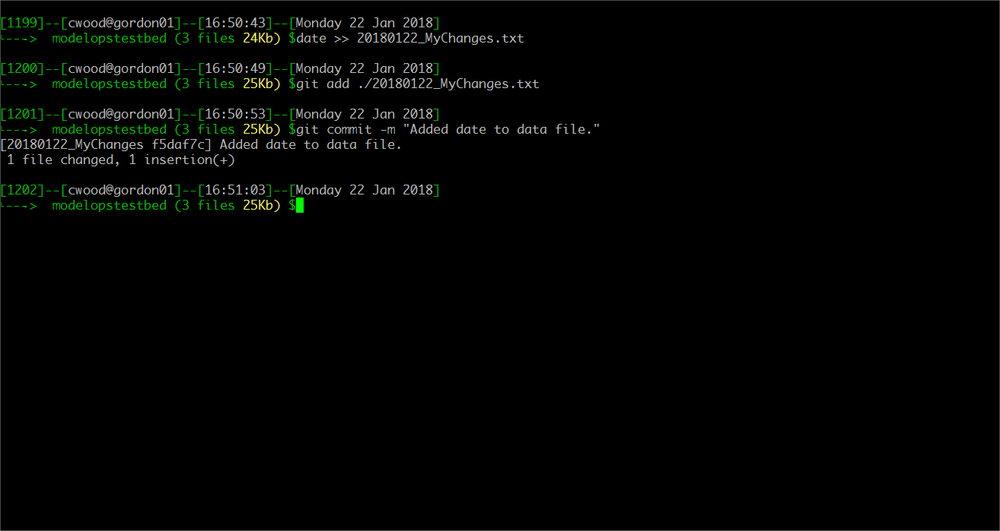 [1199]--[cwood@gordon01]--[16:50:43]--[Monday 22 Jan 2018]
----> modelopstestbed (3 files 24Kb) $date >> 20180122_MyChanges.txt
[1200]--[cwood@gordon01]--[16:50:49]--[Monday 22 Jan 2018]
----> modelopstestbed (3 files 25Kb) $git add ./20180122_MyChanges.txt
[1201]--[cwood@gordon01]--[16:50:53]--[Monday 22 Jan 2018]
----> modelopstestbed (3 files 25Kb) $git commit -m "Added date to data file."
[20180122_MyChanges f5daf7c] Added date to data file.
1 file changed, 1 insertion(+)
[1202]--[cwood@gordon01]--[16:51:03]--[Monday 22 Jan 2018]
----> modelopstestbed (3 files 25Kb) $